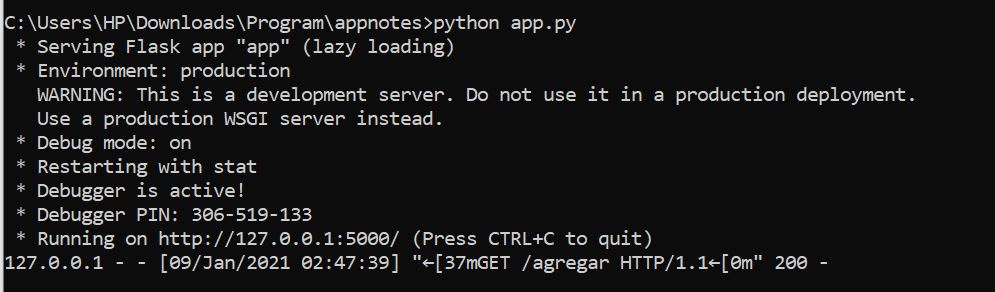 C:\Users\HP\Downloads\Program\appnotes>python app.py
 * Serving Flask app "app" (lazy loading)
 * Environment: production
   WARNING: This is a development server. Do not use it in a production deployment.
   Use a production WSGI server instead.
 * Debug mode: on
 * Restarting with stat
 * Debugger is active!
 * Debugger PIN: 306-519-133
 * Running on http://127.0.0.1:5000/ (Press CTRL+C to quit)
127.0.0.1 - - [09/Jan/2021 02:47:39] "←[37mGET /agregar HTTP/1.1←[0m" 200 -